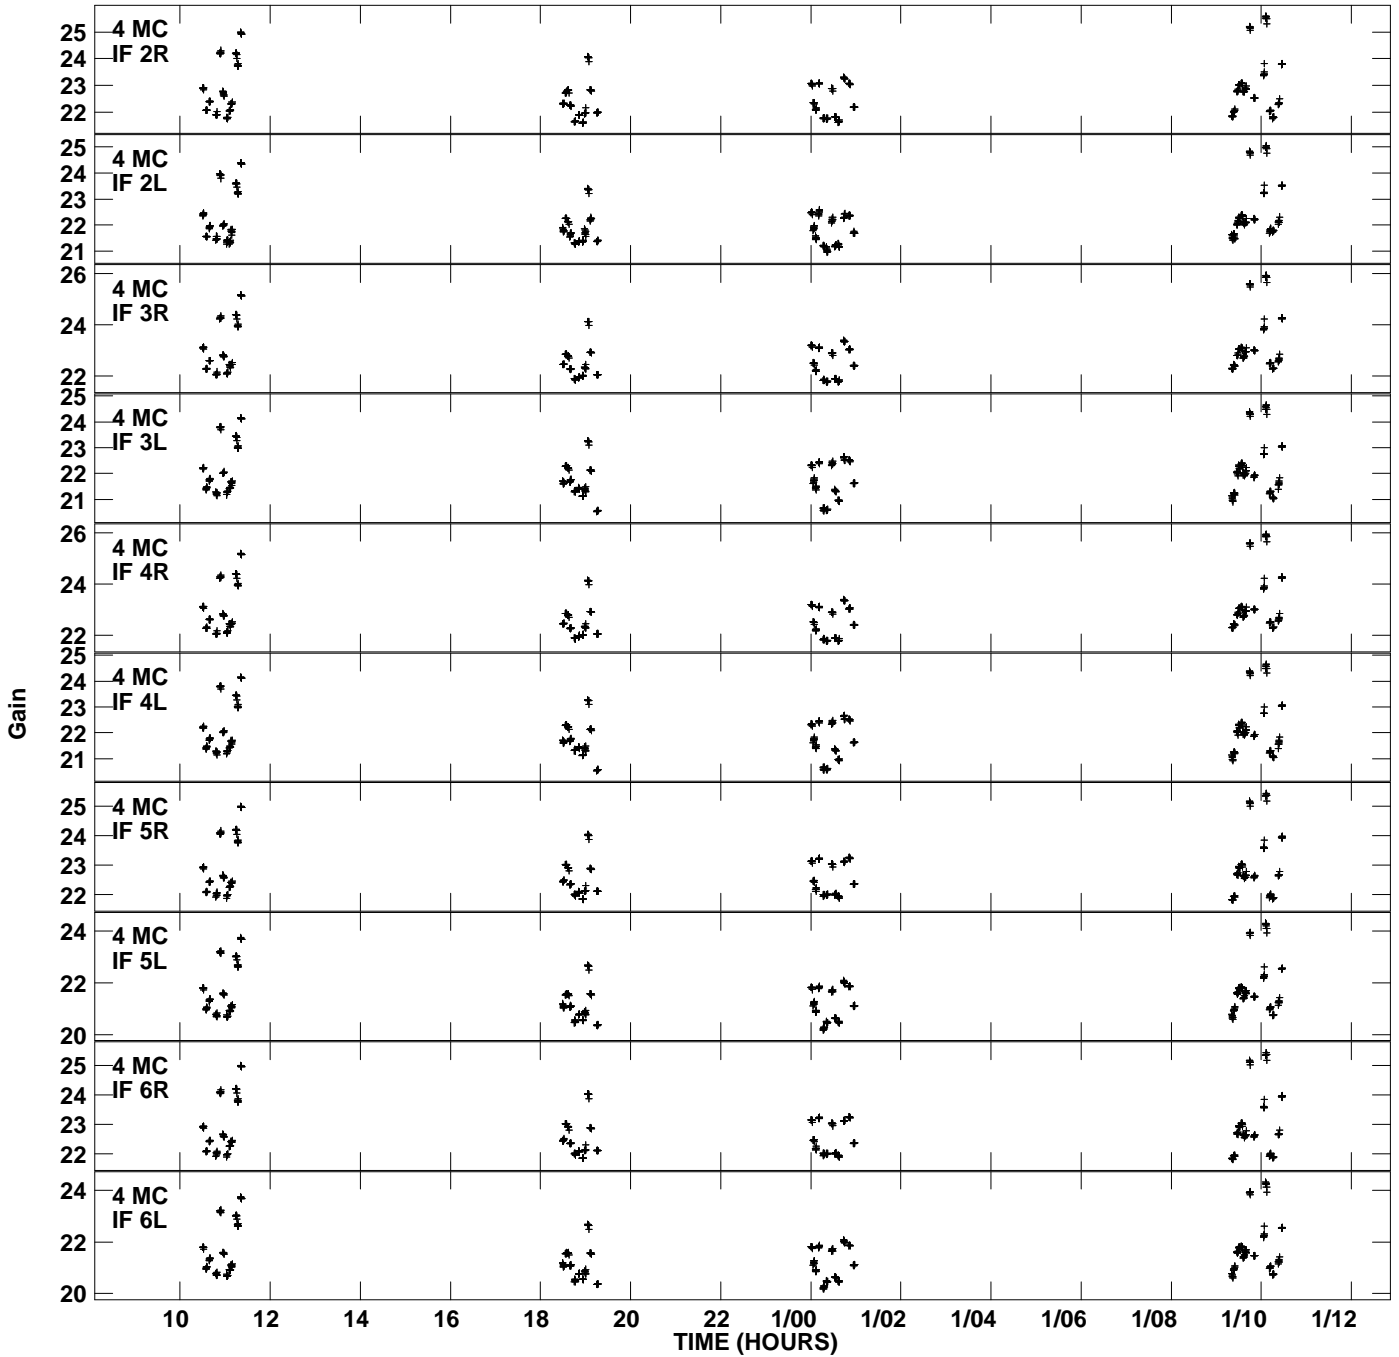 4 MC
IF 2R
25
24
23
22
4 MC
IF 2L
25
24
23
22
21
4 MC
IF 3R
26
24
22
4 MC
IF 3L
25
24
23
22
21
4 MC
IF 4R
26
24
22
4 MC
IF 4L
25
24
23
22
21
4 MC
IF 5R
25
24
23
22
4 MC
IF 5L
24
22
20
4 MC
IF 6R
25
24
23
22
4 MC
IF 6L
24
22
20
Gain
10 12 14 16 18 20 22 1/00 1/02 1/04 1/06 1/08 1/10 1/12
TIME (HOURS)